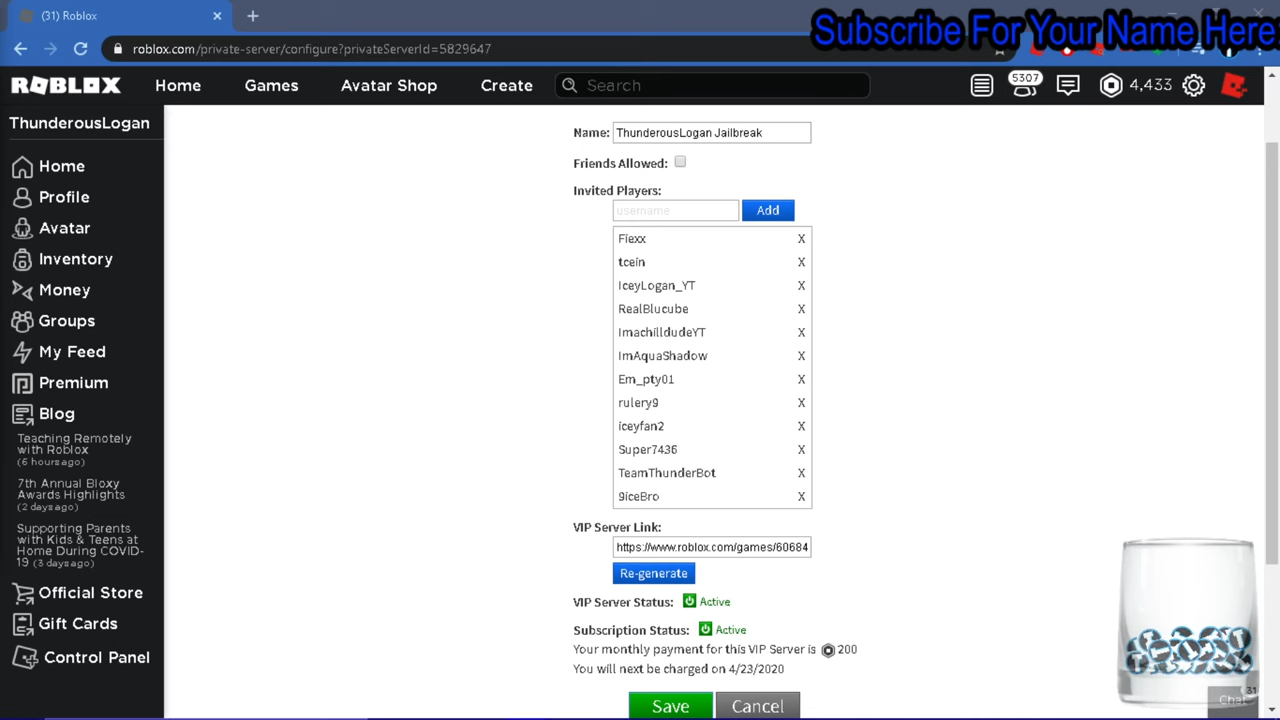 (31) Roblox
Subscribe For Your Name Here
roblox.com/private-server/configure?privateServerId=5829647
ROBLOX Home Games Avatar Shop Create Search 5307 4,433
ThunderousLogan
Home
Profile
Avatar
Inventory
Money
Groups
My Feed
Premium
Blog
Teaching Remotely
with Roblox
(6 hours ago)
7th Annual Bloxy
Awards Highlights
(2 days ago)
Supporting Parents
with Kids & Teens at
Home During COVID-
19 (3 days ago)
Official Store
Gift Cards
Control Panel
Name: ThunderousLogan Jailbreak
Friends Allowed:
Invited Players:
username Add
Fiexx X
tcein X
IceyLogan_YT X
RealBlucube X
ImachilldudeYT X
ImAquaShadow X
Em_pty01 X
rulery9 X
iceyfan2 X
Super7436 X
TeamThunderBot X
9iceBro X
VIP Server Link:
https://www.roblox.com/games/60684
Re-generate
VIP Server Status: Active
Subscription Status: Active
Your monthly payment for this VIP Server is 200
You will next be charged on 4/23/2020
Save Cancel
31
Chat